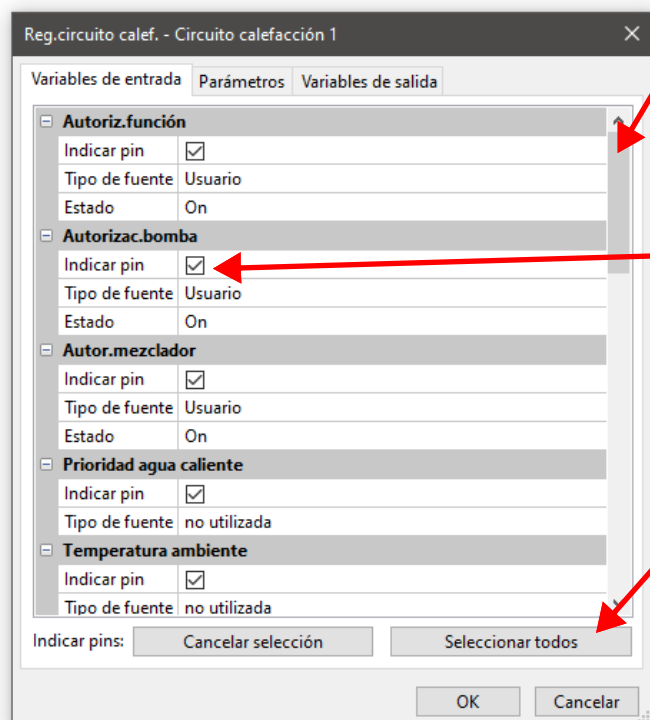 Reg.circuito calef. - Circuito calefacción 1
Variables de entrada Parámetros Variables de salida
Autoriz.función
Indicar pin
Tipo de fuente Usuario
Estado On
Autorizac.bomba
Indicar pin
Tipo de fuente Usuario
Estado On
Autor.mezclador
Indicar pin
Tipo de fuente Usuario
Estado On
Prioridad agua caliente
Indicar pin
Tipo de fuente no utilizada
Temperatura ambiente
Indicar pin
Tipo de fuente no utilizada
Indicar pins: Cancelar selección Seleccionar todos
OK Cancelar